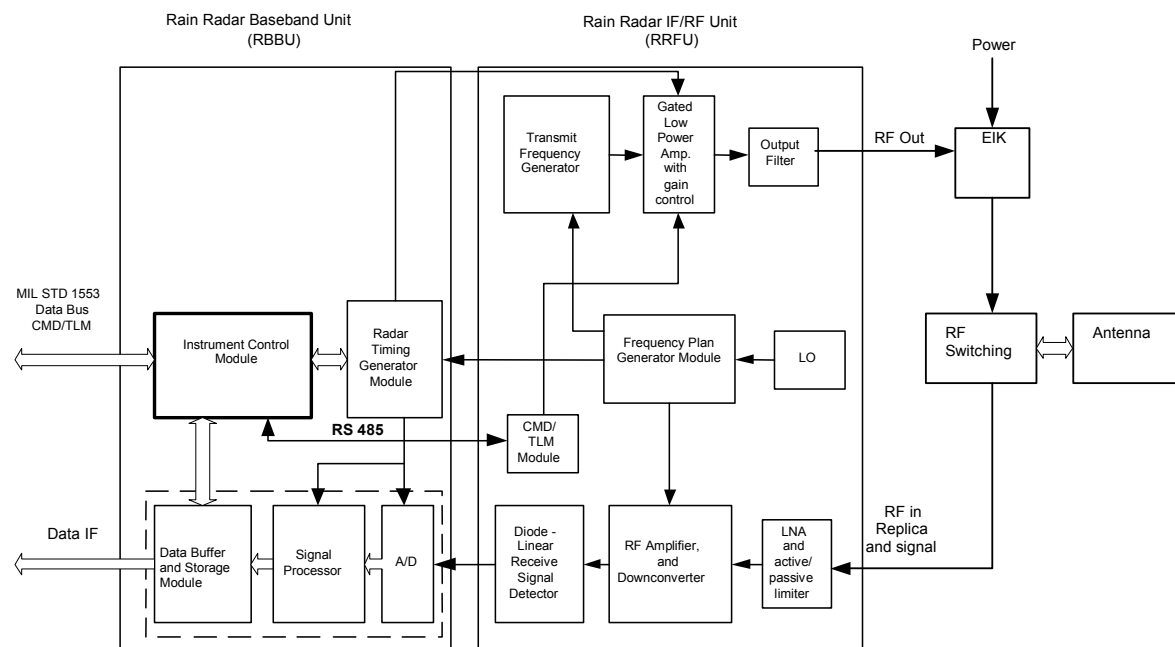 Rain Radar Baseband Unit
(RBBU)
Rain Radar IF/RF Unit
(RRFU)
Power
Transmit
Frequency
Generator
Gated
Low
Power
Amp.
with
gain
control
Output
Filter
RF Out
EIK
MIL STD 1553
Data Bus
CMD/TLM
Instrument Control
Module
Radar
Timing
Generator
Module
Frequency Plan
Generator Module
LO
RF
Switching
Antenna
RS 485
CMD/
TLM
Module
Data IF
Data Buffer
and Storage
Module
Signal
Processor
A/D
Diode -
Linear
Receive
Signal
Detector
RF Amplifier,
and
Downconverter
LNA and
active/
passive
limiter
RF in
Replica
and signal